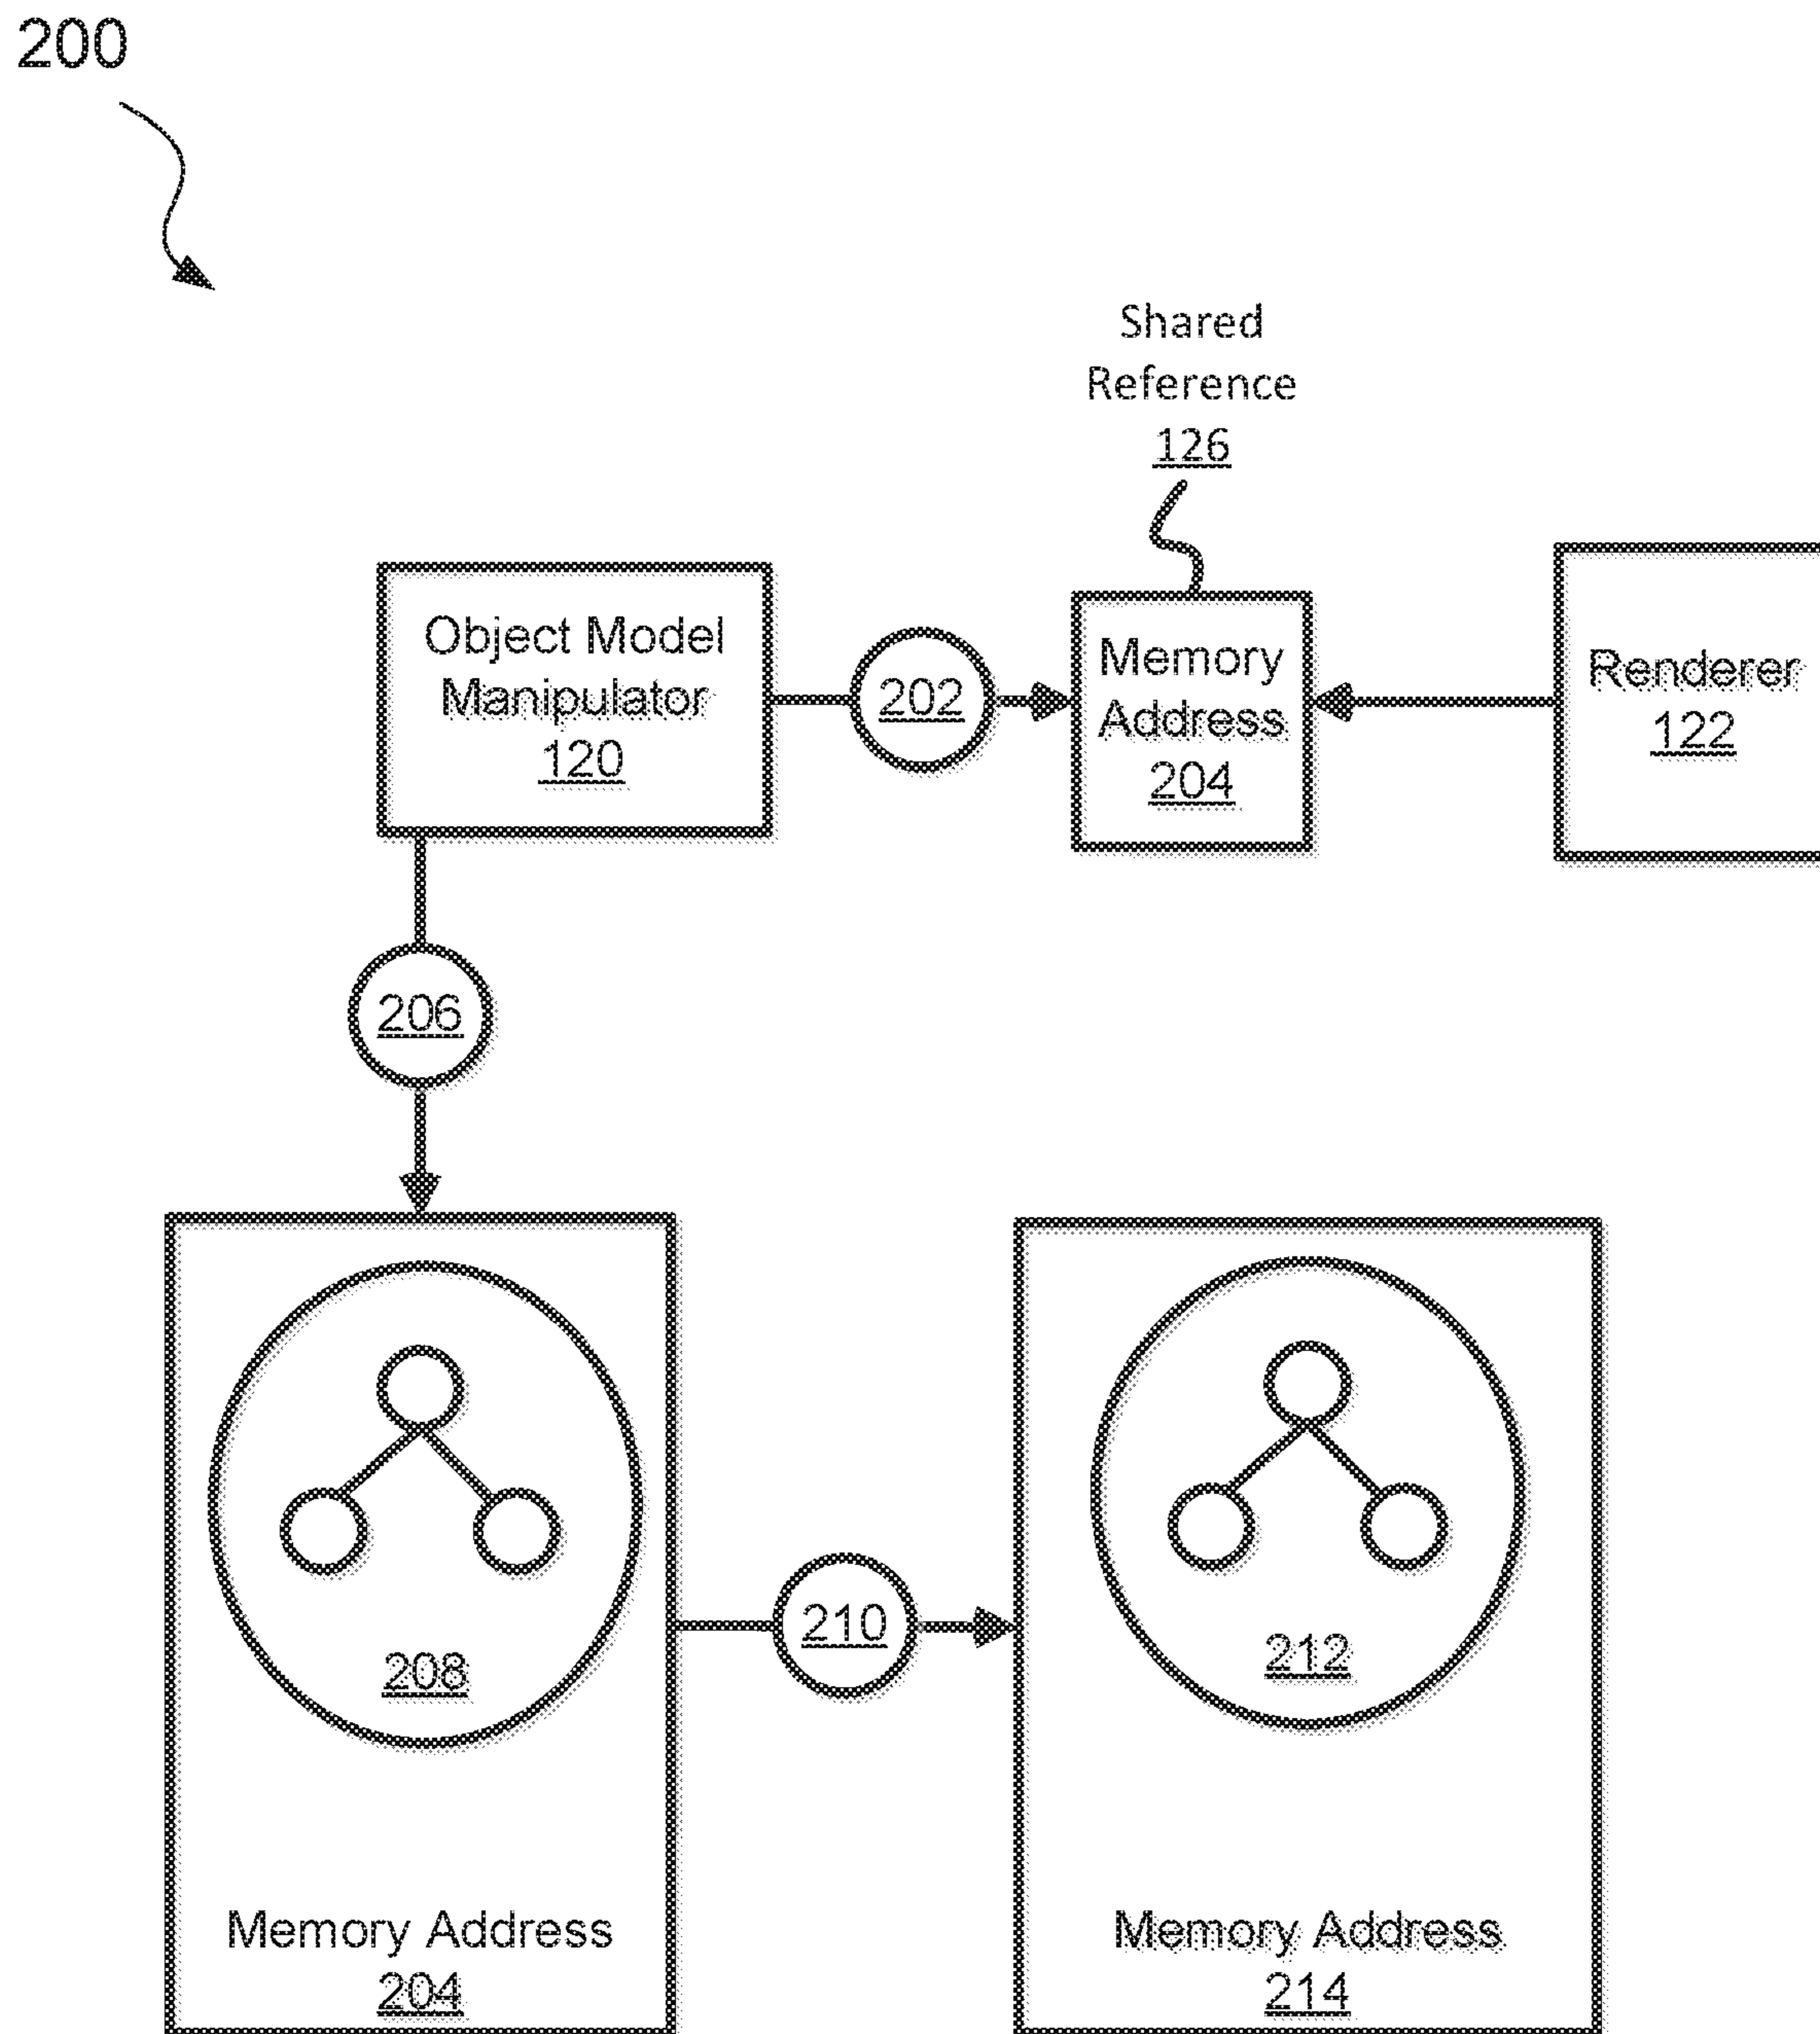 200
Shared
Reference
126
Object Model
Manipulator
120
202
Memory
Address
204
Renderer
122
206
208
210
212
Memory Address
204
Memory Address
214